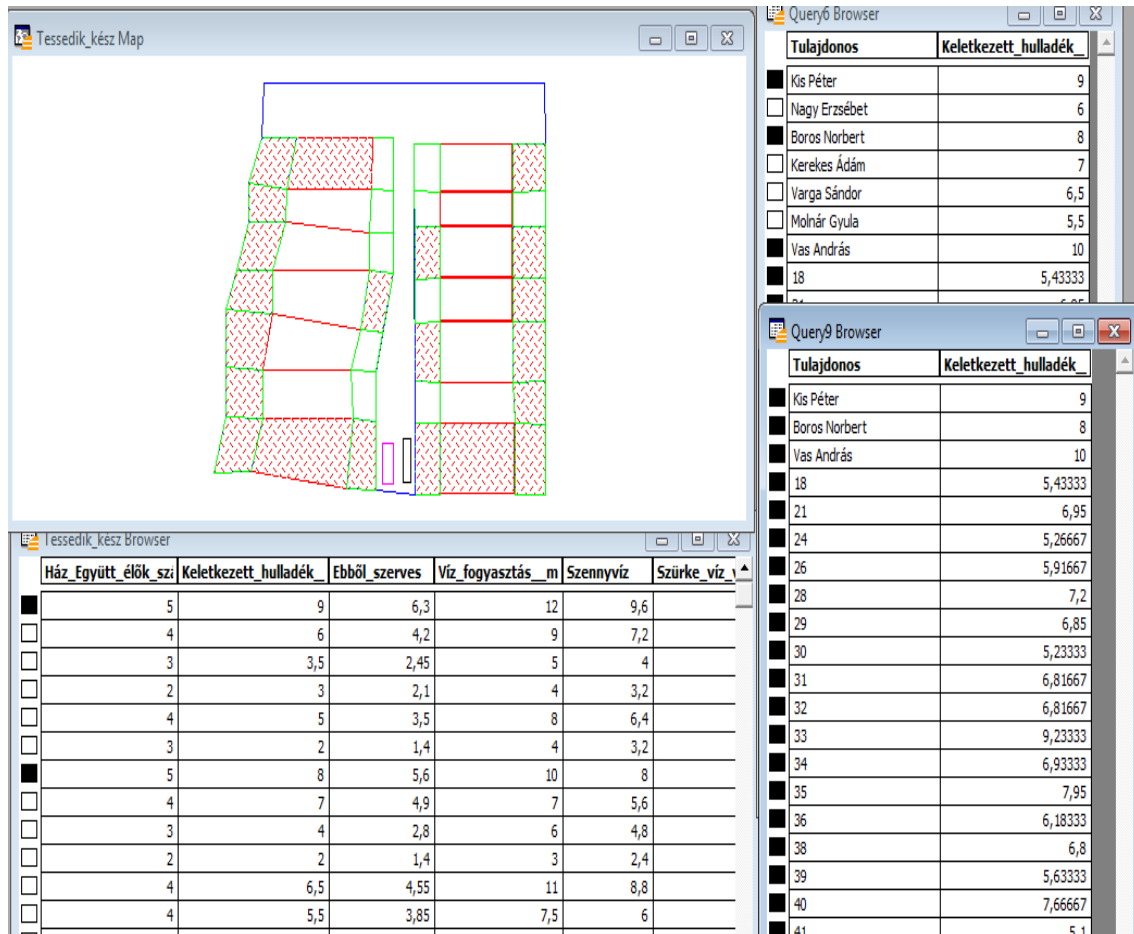 Tessedik_kész Map
Query6 Browser
Tulajdonos Keletkezett_hulladék_
Kis Péter 9
Nagy Erzsébet 6
Boros Norbert 8
Kerekes Ádám 7
Varga Sándor 6,5
Molnár Gyula 5,5
Vas András 10
18 5,43333
Query9 Browser
Tulajdonos Keletkezett_hulladék_
Kis Péter 9
Boros Norbert 8
Vas András 10
18 5,43333
21 6,95
24 5,26667
26 5,91667
28 7,2
29 6,85
30 5,23333
31 6,81667
32 6,81667
33 9,23333
34 6,93333
35 7,95
36 6,18333
38 6,8
39 5,63333
40 7,66667
41 5,1
Tessedik_kész Browser
Ház_Együtt_élők_szá Keletkezett_hulladék_ Ebből_szerves Víz_fogyasztás__m Szennyvíz Szürke_víz_v
5 9 6,3 12 9,6
4 6 4,2 9 7,2
3 3,5 2,45 5 4
2 3 2,1 4 3,2
4 5 3,5 8 6,4
3 2 1,4 4 3,2
5 8 5,6 10 8
4 7 4,9 7 5,6
3 4 2,8 6 4,8
2 2 1,4 3 2,4
4 6,5 4,55 11 8,8
4 5,5 3,85 7,5 6